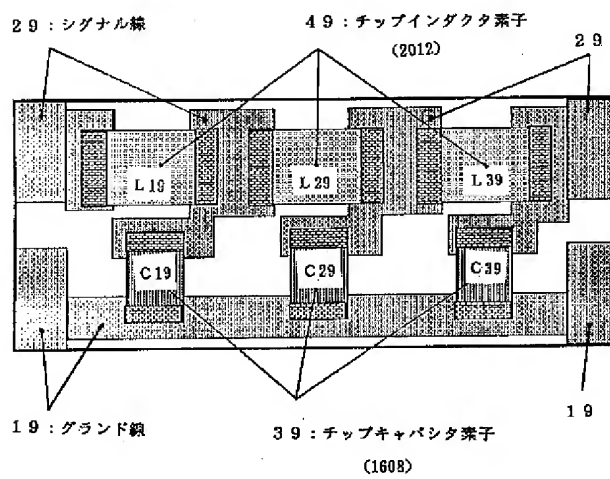 29:シグナル線
49:チップインダクタ素子
(2012)
29
L19
L29
L39
C19
C29
C39
19:グランド線
39:チップキャパシタ素子
19
(1608)